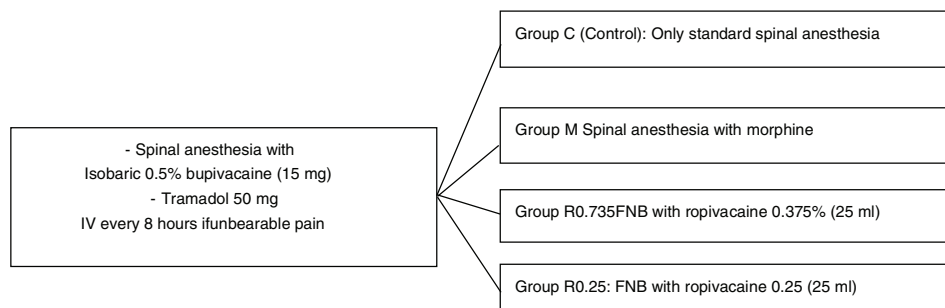 - Spinal anesthesia with
Isobaric 0.5% bupivacaine (15 mg)
- Tramadol 50 mg
IV every 8 hours ifunbearable pain
Group C (Control): Only standard spinal anesthesia
Group M Spinal anesthesia with morphine
Group R0.735FNB with ropivacaine 0.375% (25 ml)
Group R0.25: FNB with ropivacaine 0.25 (25 ml)